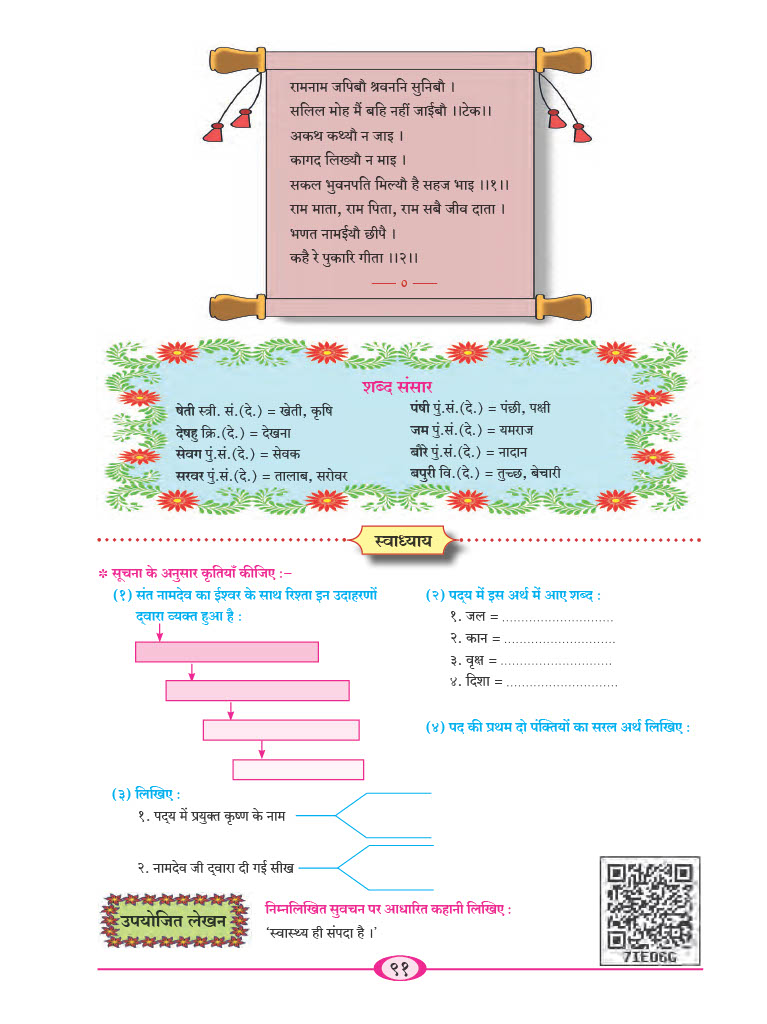 रामनाम जपिबौ श्रवननि सुनिबौ ।
सलिल मोह मैं बहि नहीं जाईबौ ।।टेक।।
अकथ कथ्यौ न जाइ ।
कागद लिख्यौ न माइ ।
सकल भुवनपति मिल्यौ है सहज भाइ ।।१।।
राम माता, राम पिता, राम सबै जीव दाता ।
भणत नामईयौ छीपै ।
कहै रे पुकारि गीता ।।२।।
०
शब्द संसार
षेती स्त्री. सं.(दे.) = खेती, कृषि
देषहु क्रि.(दे.) = देखना
सेवग पुं.सं.(दे.) = सेवक
सरवर पुं.सं.(दे.) = तालाब, सरोवर
पंषी पुं.सं.(दे.) = पंछी, पक्षी
जम पुं.सं.(दे.) = यमराज
बौरे पुं.सं.(दे.) = नादान
बपुरी वि.(दे.) = तुच्छ, बेचारी
स्वाध्याय
* सूचना के अनुसार कृतियाँ कीजिए :–
(१) संत नामदेव का ईश्वर के साथ रिश्ता इन उदाहरणों
द्वारा व्यक्त हुआ है :
(२) पद्य में इस अर्थ में आए शब्द :
१. जल = ............................
२. कान = ............................
३. वृक्ष = ............................
४. दिशा = ............................
(४) पद की प्रथम दो पंक्तियों का सरल अर्थ लिखिए :
(३) लिखिए :
१. पद्य में प्रयुक्त कृष्ण के नाम
२. नामदेव जी द्वारा दी गई सीख
उपयोजित लेखन
निम्नलिखित सुवचन पर आधारित कहानी लिखिए :
‘स्वास्थ्य ही संपदा है ।’
7IE06G
९१